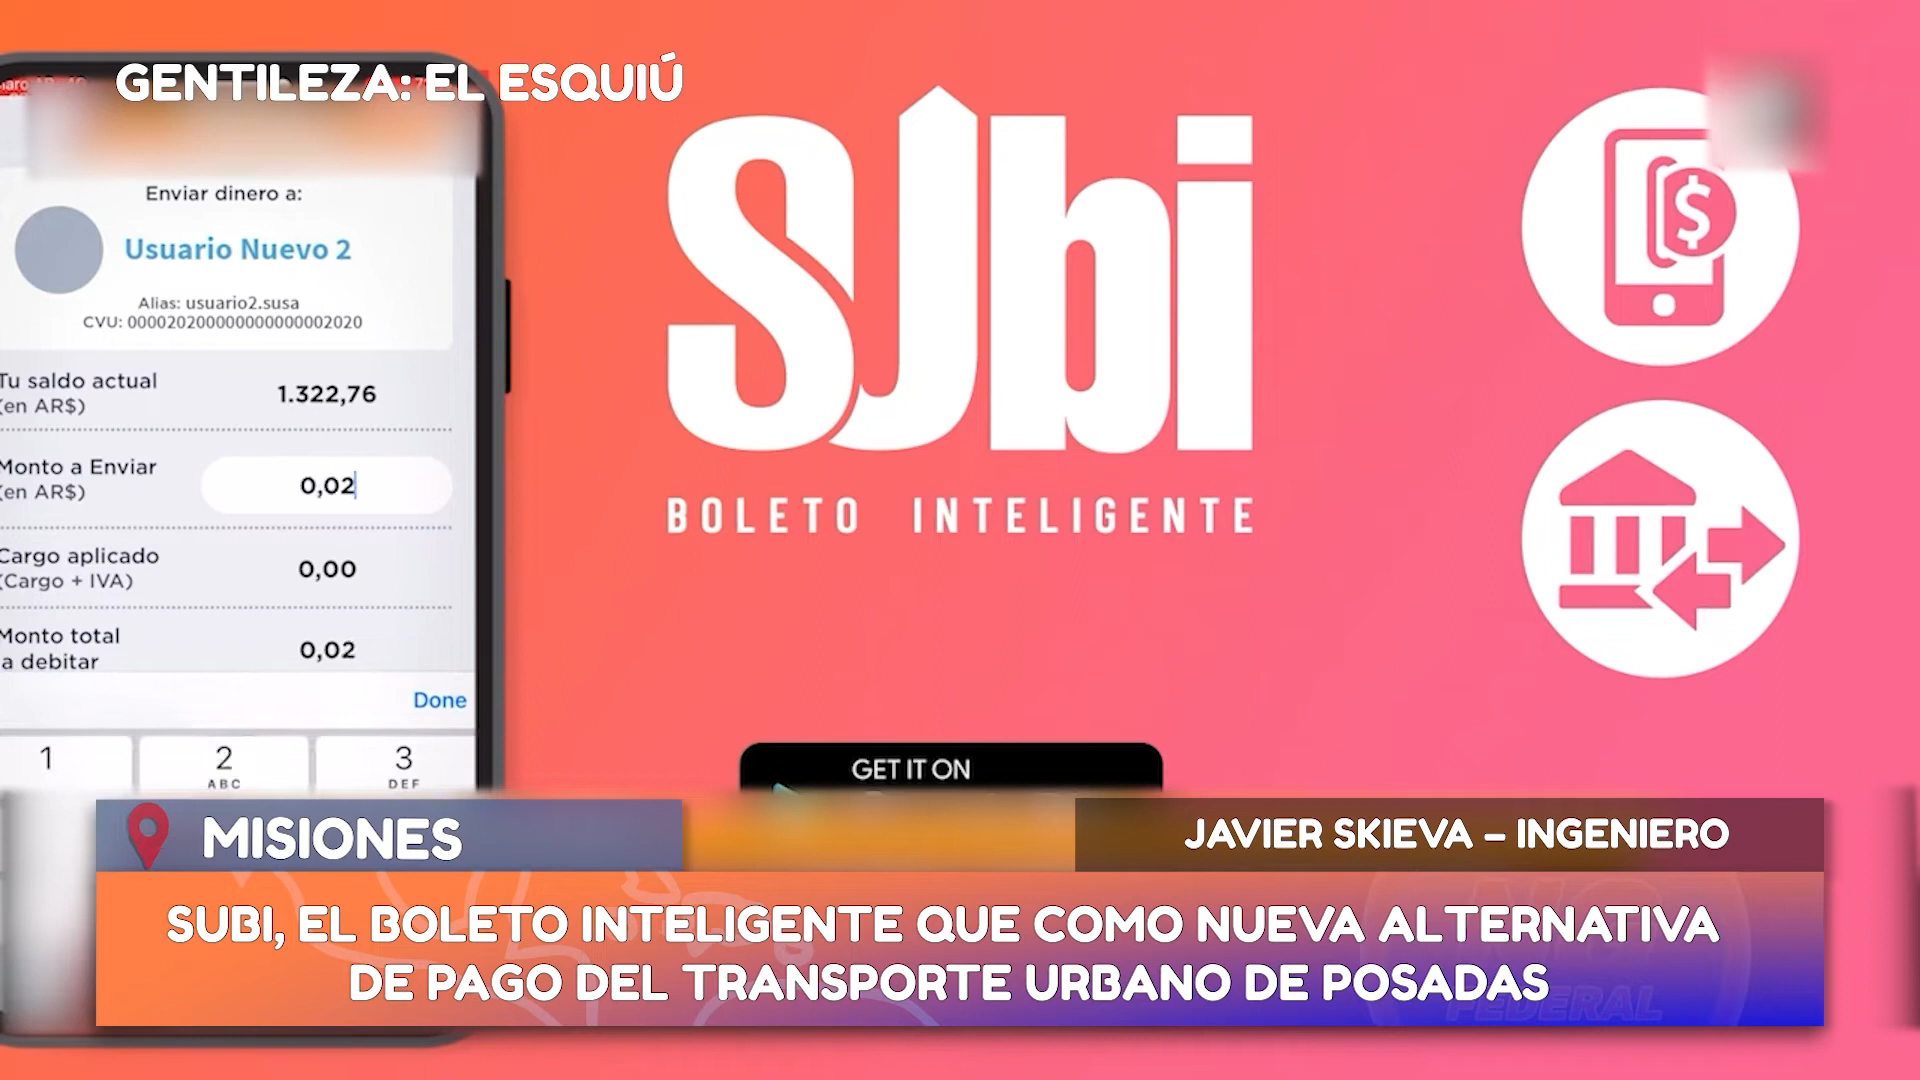 GENTILEZA: EL ESQUIÚ
Enviar dinero a:
Usuario Nuevo 2
Alias: usuario2.susa
CVU: 0000202000000000000002020
Tu saldo actual
(en AR$)
1.322,76
Monto a Enviar
(en AR$)
0,02
Cargo aplicado
(Cargo + IVA)
0,00
Monto total
a debitar
0,02
Done
1
2
ABC
3
DEF
SUbi
BOLETO INTELIGENTE
$
GET IT ON
MISIONES
JAVIER SKIEVA – INGENIERO
SUBI, EL BOLETO INTELIGENTE QUE COMO NUEVA ALTERNATIVA
DE PAGO DEL TRANSPORTE URBANO DE POSADAS
FEDERAL